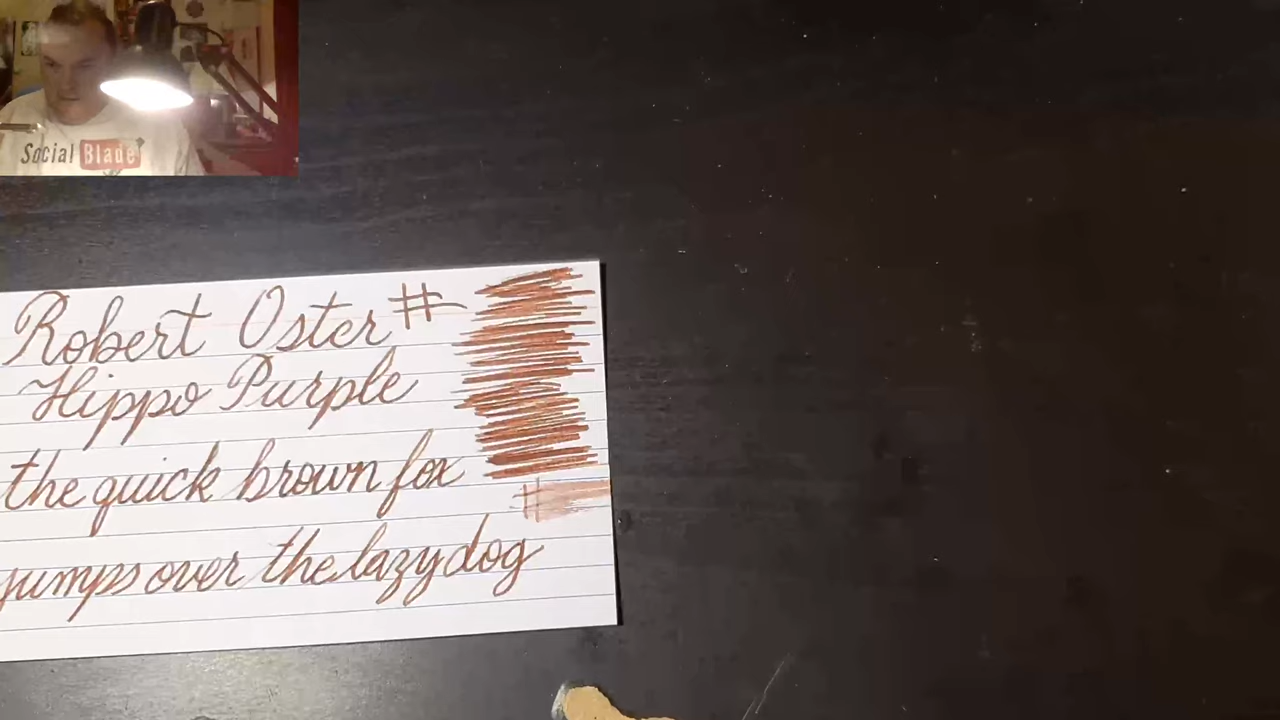 Social Blade
Robert Oster #
Hippo Purple
the quick brown fox
#
jumps over the lazy dog